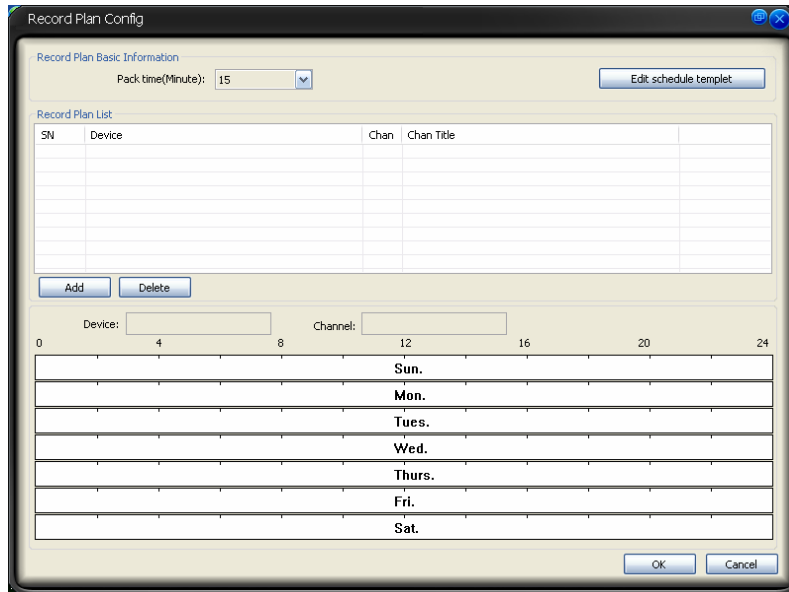 Record Plan Config
Record Plan Basic Information
Pack time(Minute): 15 Edit schedule templet
Record Plan List
SN Device Chan Chan Title
Add Delete
Device: Channel:
0 4 8 12 16 20 24
Sun.
Mon.
Tues.
Wed.
Thurs.
Fri.
Sat.
OK Cancel